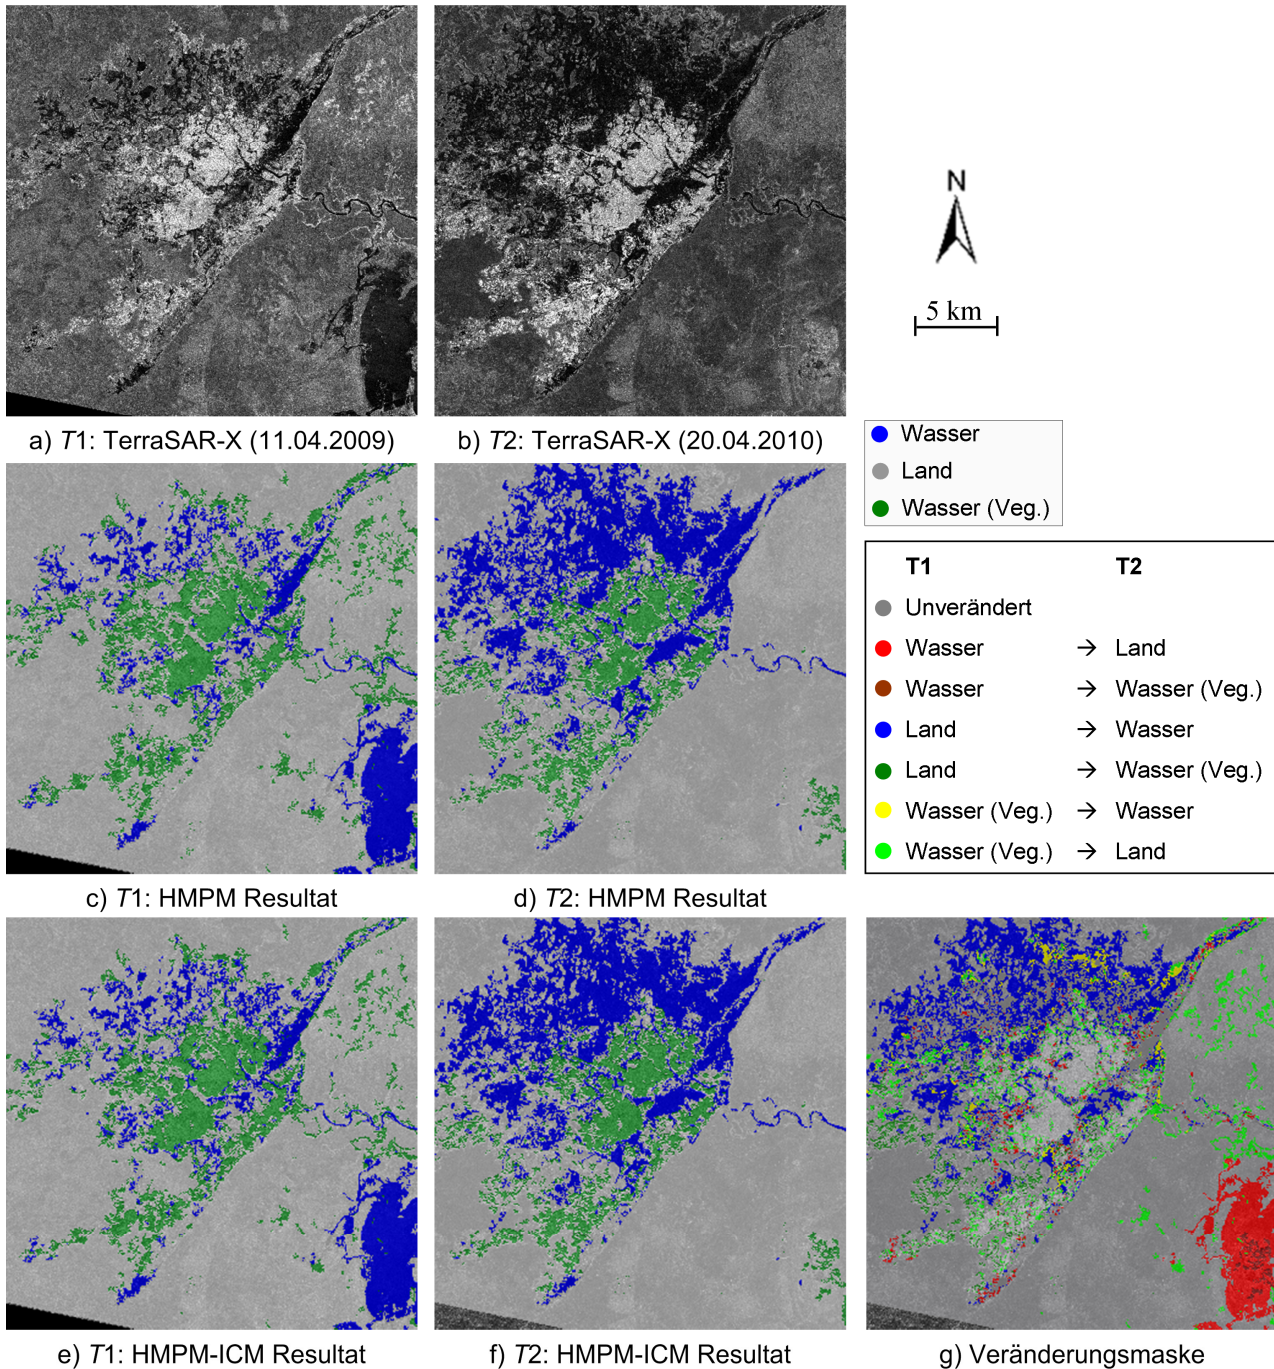 N
5 km
a) T1: TerraSAR-X (11.04.2009)
b) T2: TerraSAR-X (20.04.2010)
Wasser
Land
Wasser (Veg.)
T1 T2
Unverändert
Wasser → Land
Wasser → Wasser (Veg.)
Land → Wasser
Land → Wasser (Veg.)
Wasser (Veg.) → Wasser
Wasser (Veg.) → Land
c) T1: HMPM Resultat
d) T2: HMPM Resultat
e) T1: HMPM-ICM Resultat
f) T2: HMPM-ICM Resultat
g) Veränderungsmaske